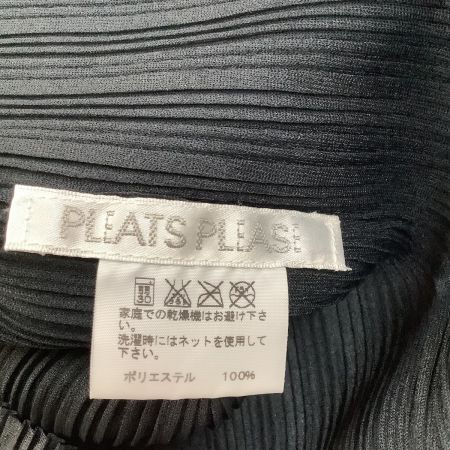 PLEATS PLEASE
30
家庭での乾燥機はお避け下さ
い。
洗濯時にはネットを使用して
下さい。
ポリエステル 100%